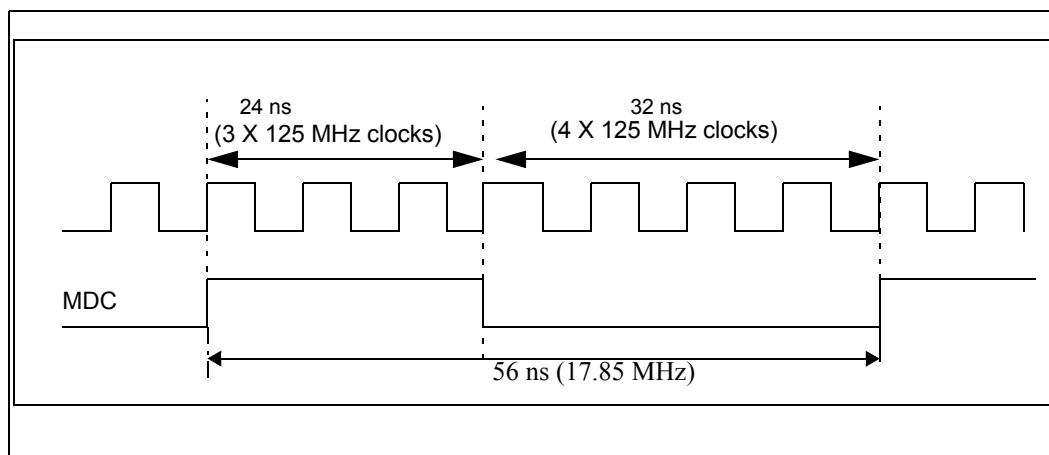 24 ns
(3 X 125 MHz clocks)
32 ns
(4 X 125 MHz clocks)
MDC
56 ns (17.85 MHz)